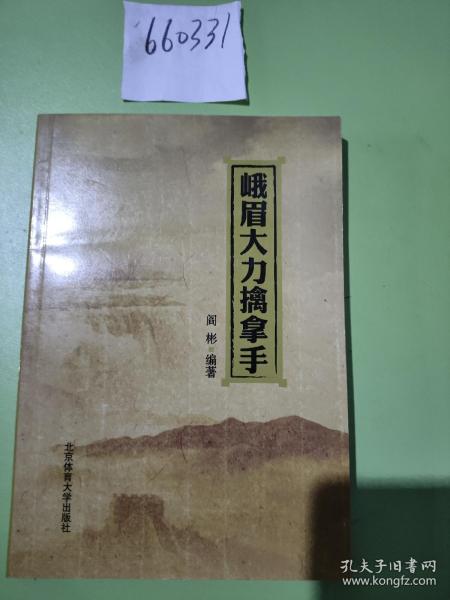 660331
峨眉大力擒拿手
阎彬·编著
北京体育大学出版社
孔夫子旧书网
www.kongfz.com